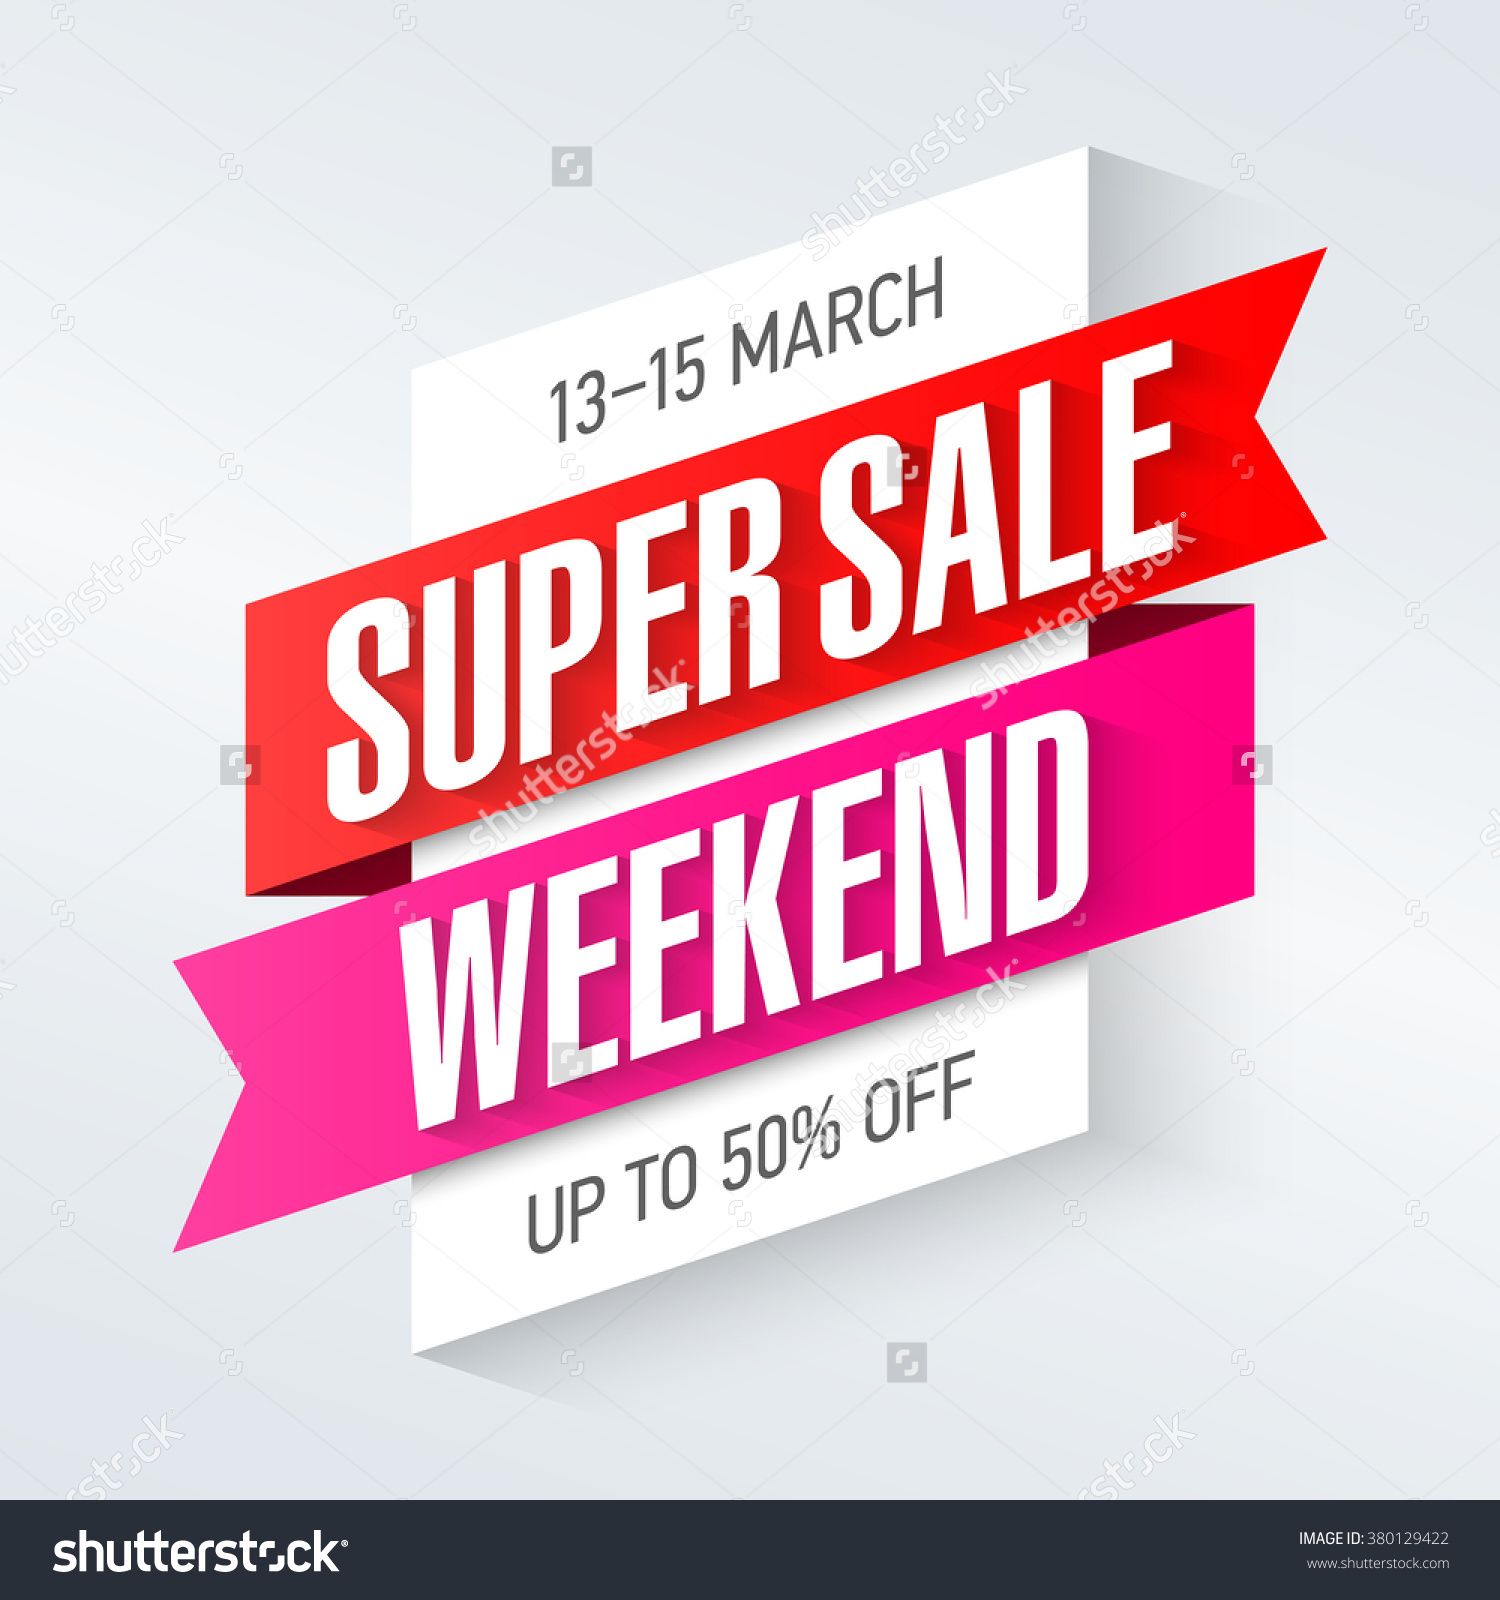 13–15 MARCH
SUPER SALE
WEEKEND
UP TO 50% OFF
shutterstock
IMAGE ID: 380129422
www.shutterstock.com